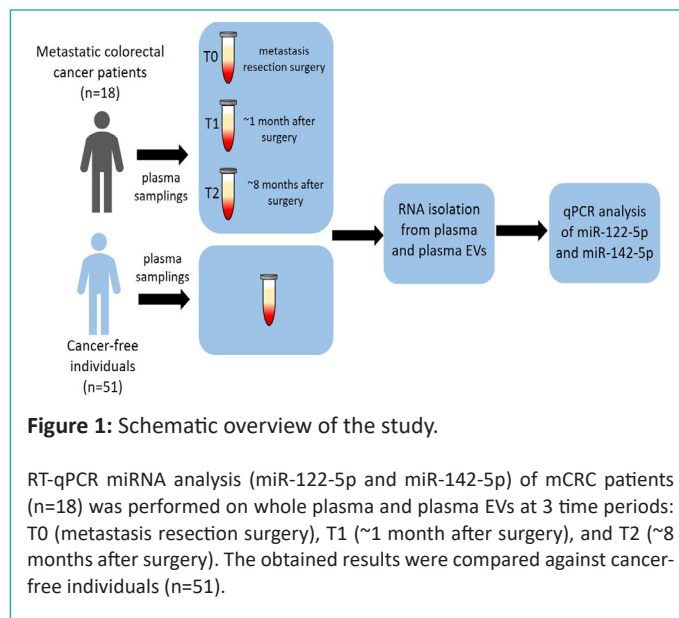 Metastatic colorectal
cancer patients
(n=18)
plasma
samplings
T0
metastasis
resection surgery
T1
~1 month after
surgery
T2
~8 months after
surgery
RNA isolation
from plasma
and plasma EVs
qPCR analysis
of miR-122-5p
and miR-142-5p
plasma
samplings
Cancer-free
individuals
(n=51)
Figure 1: Schematic overview of the study.
RT-qPCR miRNA analysis (miR-122-5p and miR-142-5p) of mCRC patients
(n=18) was performed on whole plasma and plasma EVs at 3 time periods:
T0 (metastasis resection surgery), T1 (~1 month after surgery), and T2 (~8
months after surgery). The obtained results were compared against cancer-
free individuals (n=51).